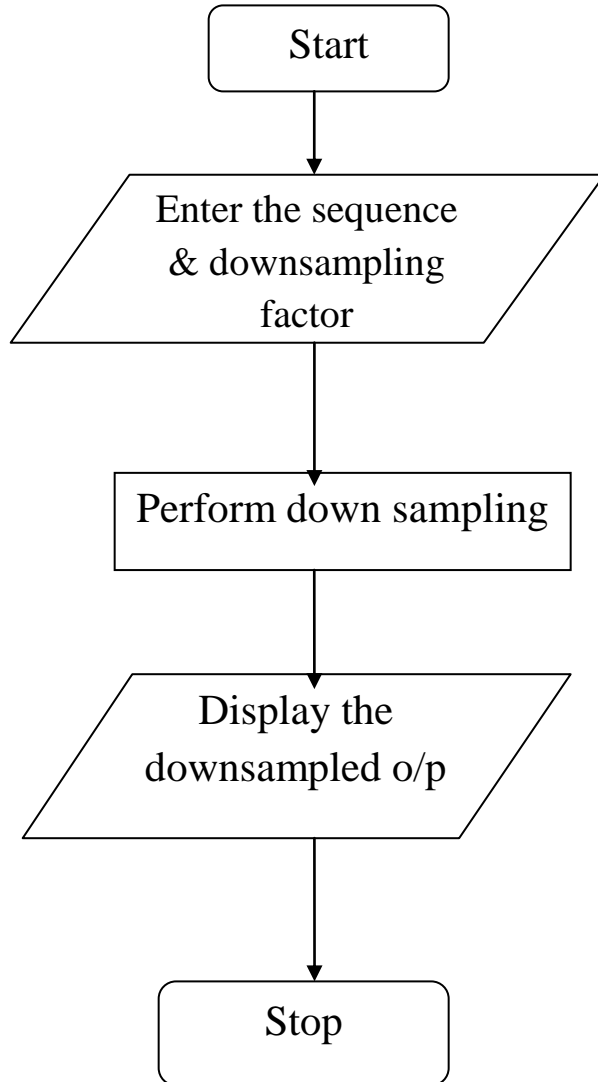 Start
Enter the sequence
& downsampling
factor
Perform down sampling
Display the
downsampled o/p
Stop